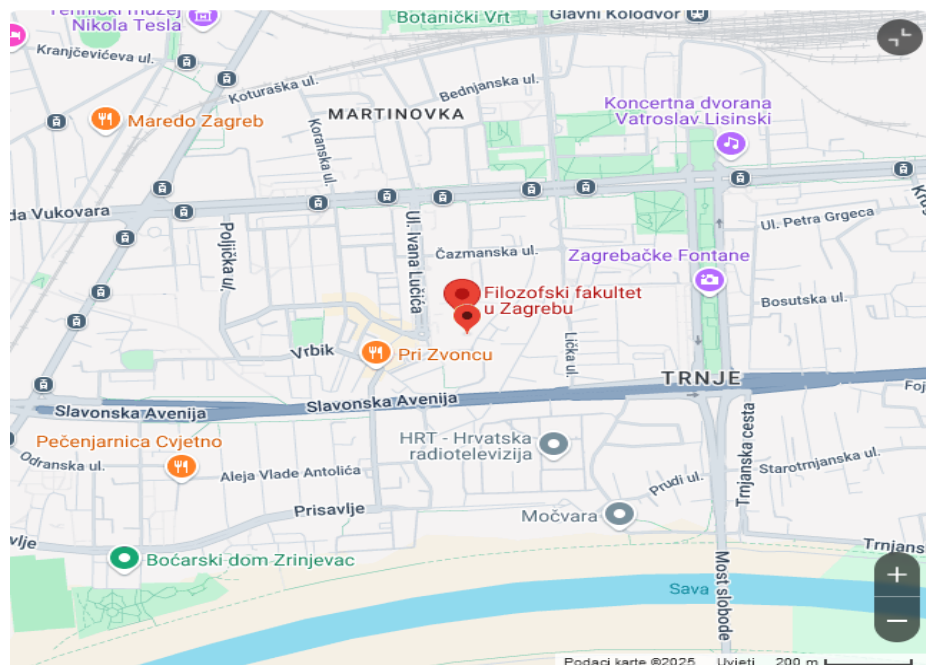 Tehnički muzej
Nikola Tesla
Botanički Vrt
Glavni Kolodvor
Kranjčevićeva ul.
Koturaška ul.
Bednjanska ul.
Maredo Zagreb
MARTINOVKA
Koranska ul.
Koncertna dvorana
Vatroslav Lisinski
da Vukovara
Poljička ul.
Ul. Ivana Lučića
Čazmanska ul.
Ul. Petra Grgeca
Zagrebačke Fontane
Filozofski fakultet
u Zagrebu
Bosutska ul.
Vrbik
Pri Zvoncu
Lička ul.
TRNJE
Slavonska Avenija
Slavonska Avenija
Foj
Pečenjarnica Cvjetno
Odranska ul.
Aleja Vlade Antolića
HRT - Hrvatska
radiotelevizija
Trnjanska cesta
Starotrnjanska ul.
Prudi ul.
Prisavlje
Močvara
vlje
Boćarski dom Zrinjevac
Trnjans
Most slobode
Sava
+
−
Podaci karte ©2025 Uvjeti 200 m